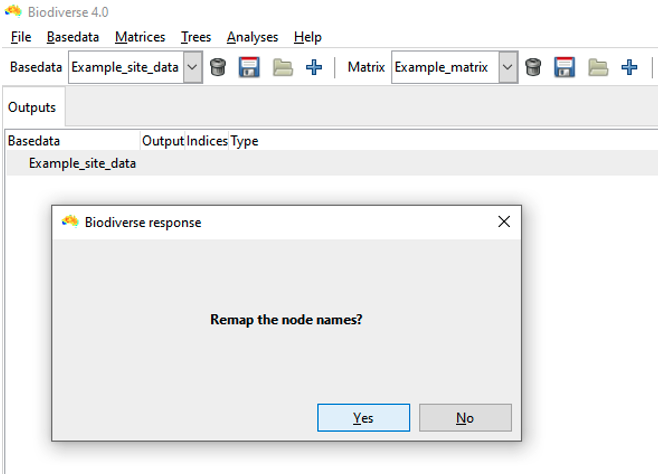 Biodiverse 4.0
File Basedata Matrices Trees Analyses Help
Basedata Example_site_data Matrix Example_matrix
Outputs
Basedata Output Indices Type
Example_site_data
Biodiverse response
Remap the node names?
Yes No